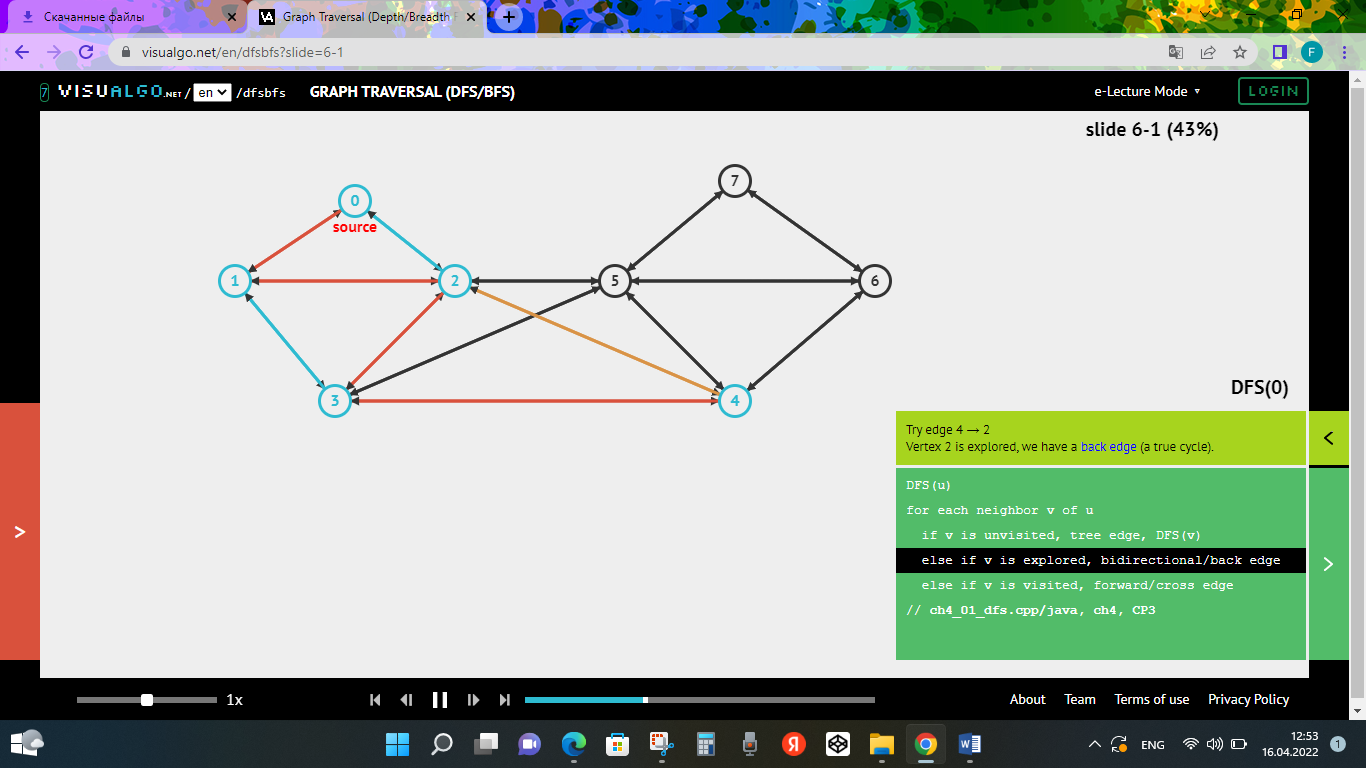 Скачанные файлы
Graph Traversal (Depth/Breadth F
visualgo.net/en/dfsbfs?slide=6-1
F
7 VISUALGO.NET / en /dfsbfs GRAPH TRAVERSAL (DFS/BFS) e-Lecture Mode LOGIN
slide 6-1 (43%)
7
0
source
1
2
5
6
3
4
DFS(0)
Try edge 4 → 2
Vertex 2 is explored, we have a back edge (a true cycle).
DFS(u)
for each neighbor v of u
if v is unvisited, tree edge, DFS(v)
else if v is explored, bidirectional/back edge
else if v is visited, forward/cross edge
// ch4_01_dfs.cpp/java, ch4, CP3
1x
About Team Terms of use Privacy Policy
Я
W
ENG
12:53
16.04.2022
1